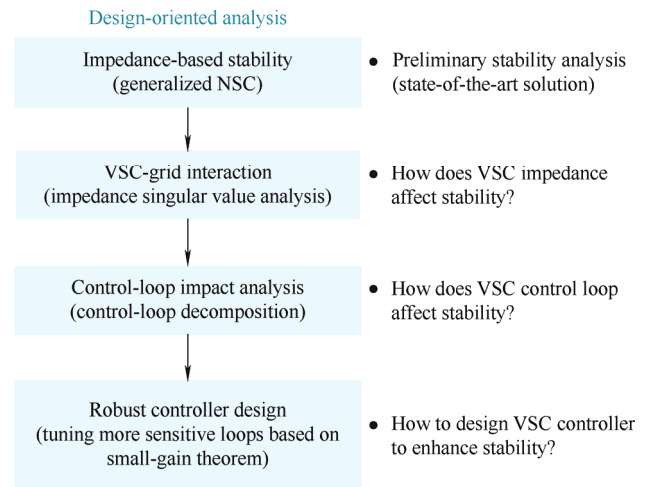 Design-oriented analysis
Impedance-based stability
(generalized NSC)
• Preliminary stability analysis
(state-of-the-art solution)
VSC-grid interaction
(impedance singular value analysis)
• How does VSC impedance
affect stability?
Control-loop impact analysis
(control-loop decomposition)
• How does VSC control loop
affect stability?
Robust controller design
(tuning more sensitive loops based on
small-gain theorem)
• How to design VSC controller
to enhance stability?